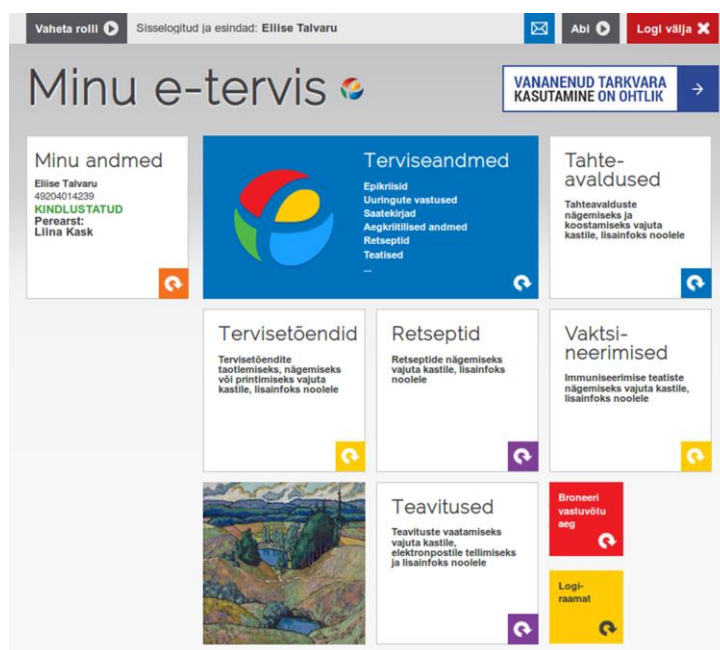 Vaheta rolli
Sisselogitud ja esindad: Eliise Talvaru
Abi
Logi välja
Minu e-tervis
VANANENUD TARKVARA
KASUTAMINE ON OHTLIK
Minu andmed
Eliise Talvaru
49204014239
KINDLUSTATUD
Perearst:
Liina Kask
Terviseandmed
Epikriisid
Uuringute vastused
Saatekirjad
Aegkriitilised andmed
Retseptid
Teatised
...
Tahte-
avaldused
Tahteavalduste
nägemiseks ja
koostamiseks vajuta
kastile, lisainfoks noolele
Tervisetõendid
Tervisetõendite
taotlemiseks, nägemiseks
või printimiseks vajuta
kastile, lisainfoks noolele
Retseptid
Retseptide nägemiseks
vajuta kastile, lisainfoks
noolele
Vaktsi-
neerimised
Immuniseerimise teatiste
nägemiseks vajuta kastile,
lisainfoks noolele
Teavitused
Teavituste vaatamiseks
vajuta kastile,
elektronpostile tellimiseks
ja lisainfoks noolele
Broneeri
vastuvõtu
aeg
Logi-
raamat